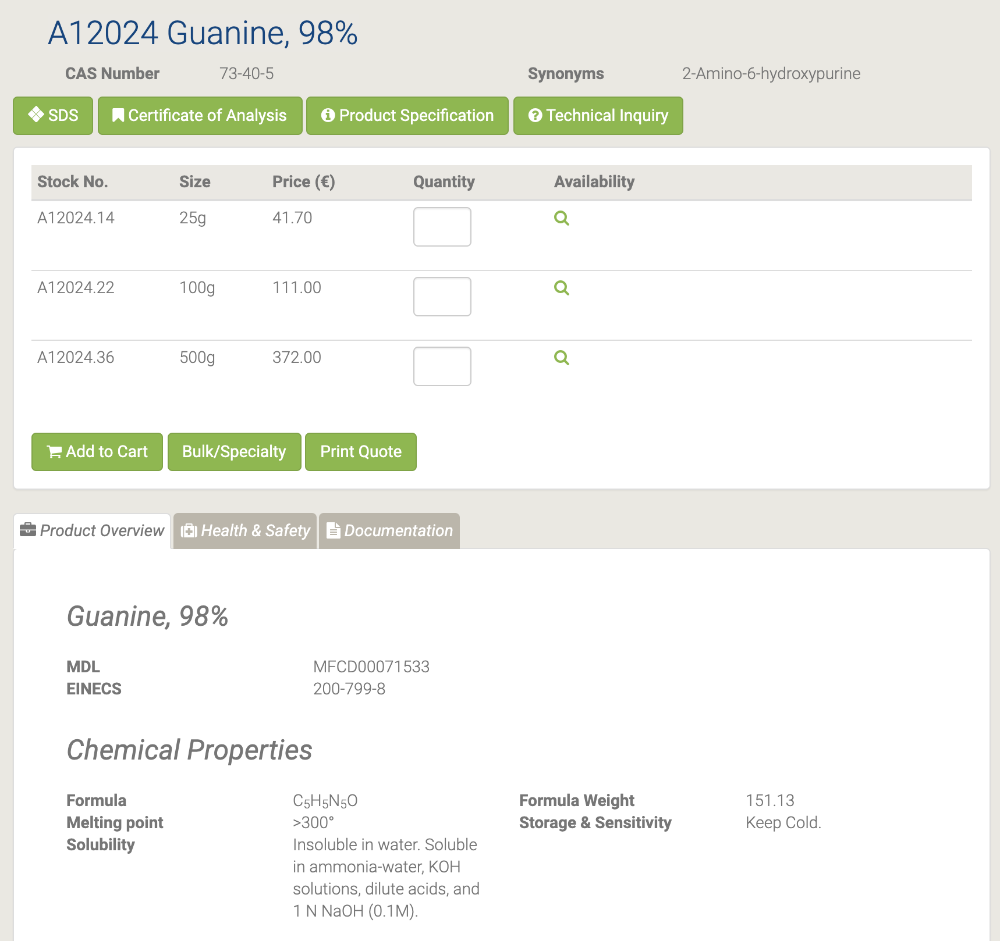 A12024 Guanine, 98%
CAS Number 73-40-5 Synonyms 2-Amino-6-hydroxypurine
SDS Certificate of Analysis Product Specification Technical Inquiry
Stock No. Size Price (€) Quantity Availability
A12024.14 25g 41.70
A12024.22 100g 111.00
A12024.36 500g 372.00
Add to Cart Bulk/Specialty Print Quote
Product Overview Health & Safety Documentation
Guanine, 98%
MDL MFCD00071533
EINECS 200-799-8
Chemical Properties
Formula C₅H₅N₅O Formula Weight 151.13
Melting point >300° Storage & Sensitivity Keep Cold.
Solubility Insoluble in water. Soluble
in ammonia-water, KOH
solutions, dilute acids, and
1 N NaOH (0.1M).